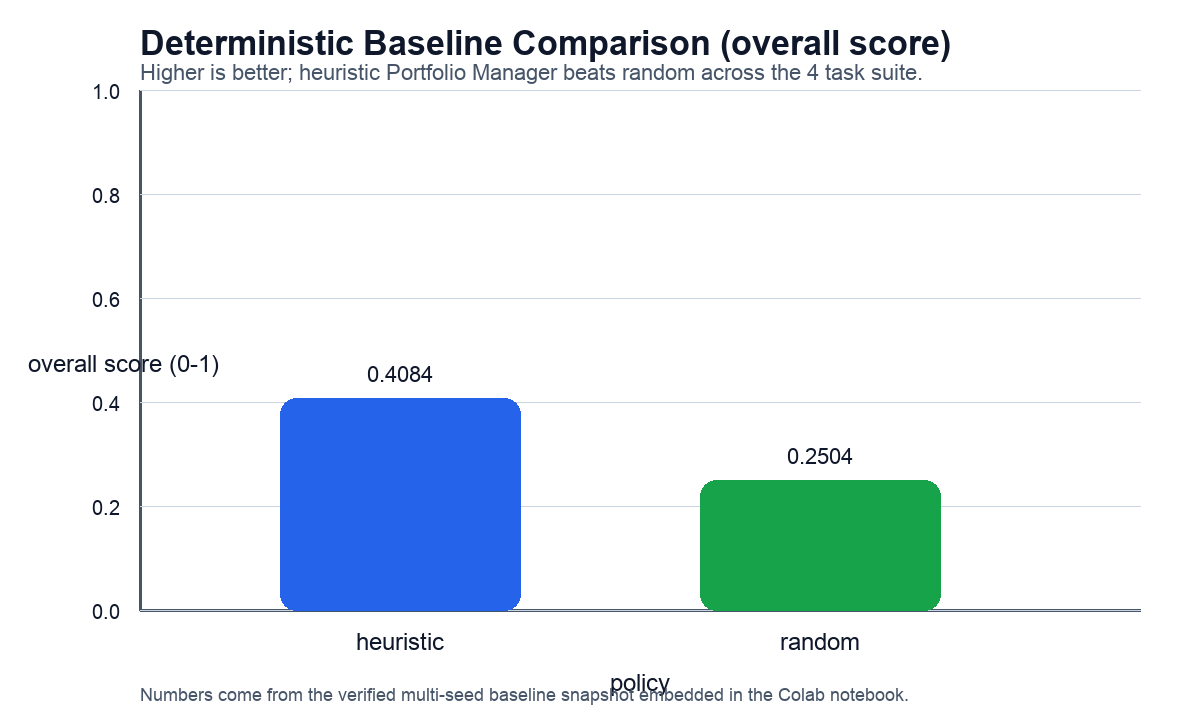 Deterministic Baseline Comparison (overall score)
Higher is better; heuristic Portfolio Manager beats random across the 4 task suite.
1.0
0.8
0.6
overall score (0-1)
0.4084
0.4
0.2504
0.2
0.0
heuristic
random
policy
Numbers come from the verified multi-seed baseline snapshot embedded in the Colab notebook.